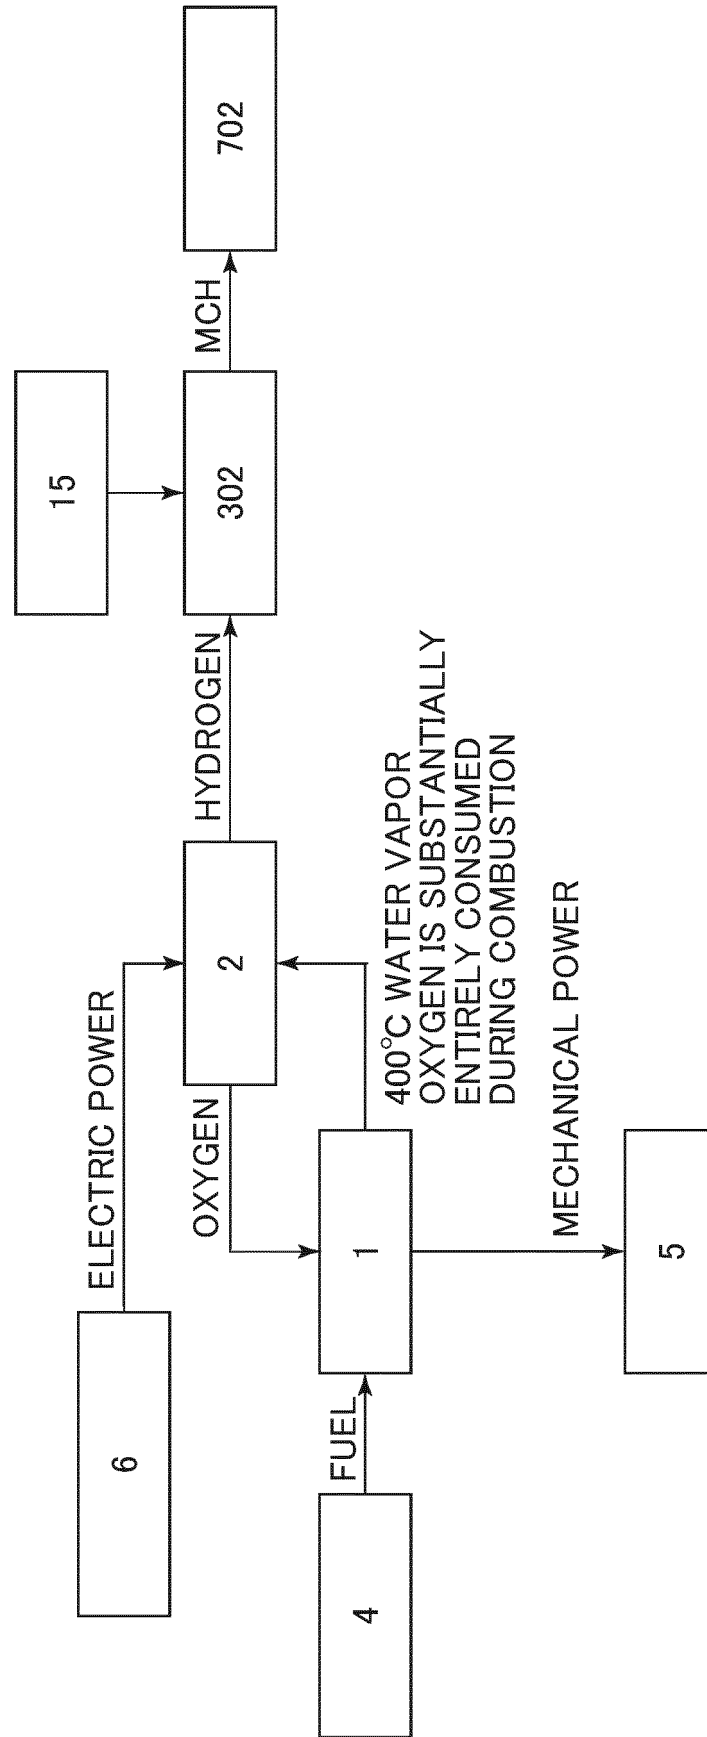 6
ELECTRIC POWER
15
702
MCH
302
HYDROGEN
2
OXYGEN
4
FUEL
1
400°C WATER VAPOR
OXYGEN IS SUBSTANTIALLY
ENTIRELY CONSUMED
DURING COMBUSTION
MECHANICAL POWER
5